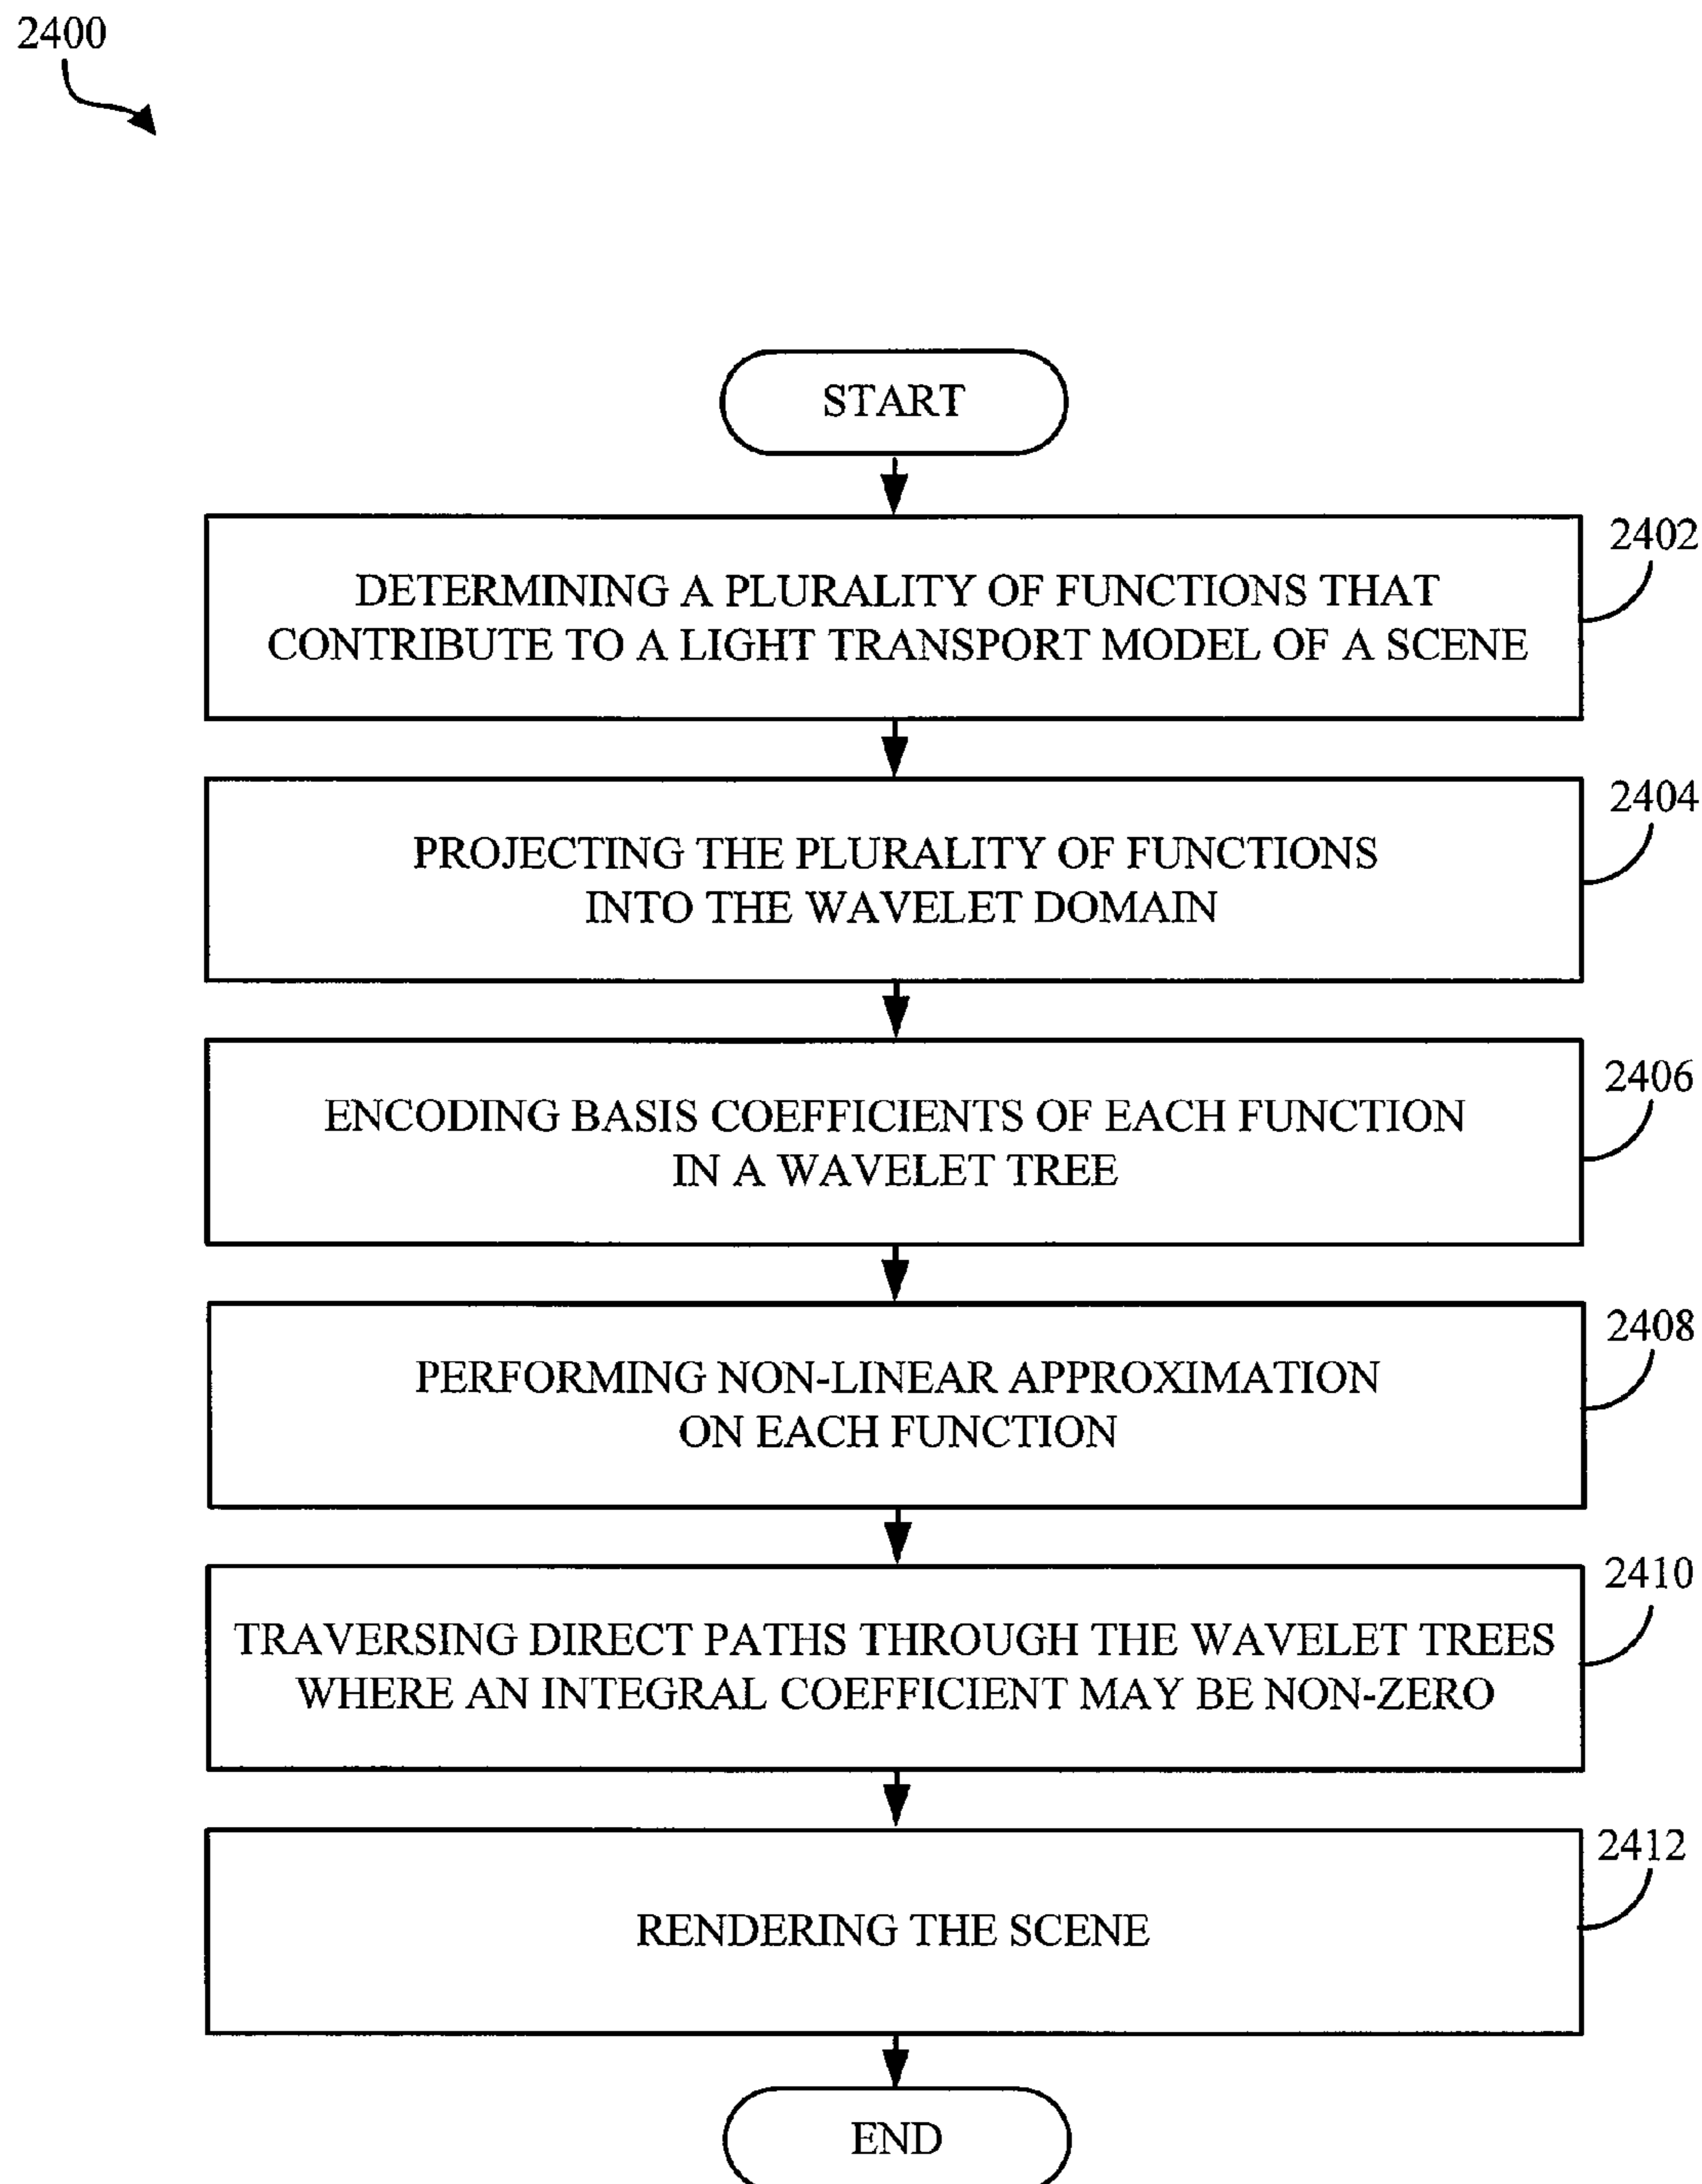 2400
START
2402
DETERMINING A PLURALITY OF FUNCTIONS THAT
CONTRIBUTE TO A LIGHT TRANSPORT MODEL OF A SCENE
2404
PROJECTING THE PLURALITY OF FUNCTIONS
INTO THE WAVELET DOMAIN
2406
ENCODING BASIS COEFFICIENTS OF EACH FUNCTION
IN A WAVELET TREE
2408
PERFORMING NON-LINEAR APPROXIMATION
ON EACH FUNCTION
2410
TRAVERSING DIRECT PATHS THROUGH THE WAVELET TREES
WHERE AN INTEGRAL COEFFICIENT MAY BE NON-ZERO
2412
RENDERING THE SCENE
END